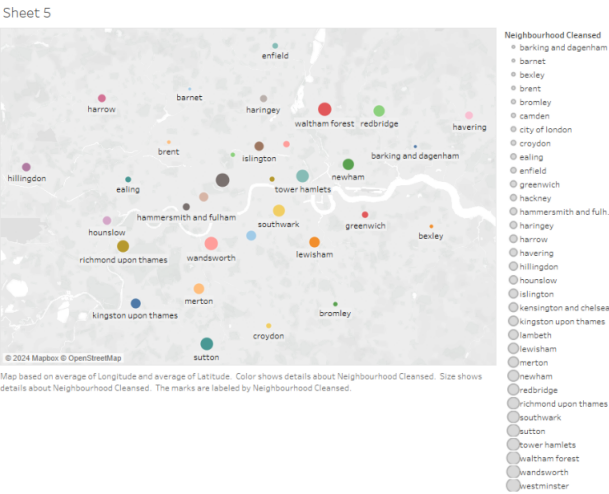 Sheet 5
enfield
barnet
harrow
haringey
waltham forest
redbridge
havering
brent
islington
barking and dagenham
hillingdon
ealing
tower hamlets
newham
hammersmith and fulham
hounslow
southwark
greenwich
bexley
richmond upon thames
wandsworth
lewisham
merton
kingston upon thames
bromley
croydon
sutton
© 2024 Mapbox © OpenStreetMap
Map based on average of Longitude and average of Latitude. Color shows details about Neighbourhood Cleansed. Size shows
details about Neighbourhood Cleansed. The marks are labeled by Neighbourhood Cleansed.
Neighbourhood Cleansed
barking and dagenham
barnet
bexley
brent
bromley
camden
city of london
croydon
ealing
enfield
greenwich
hackney
hammersmith and fulh..
haringey
harrow
havering
hillingdon
hounslow
islington
kensington and chelsea
kingston upon thames
lambeth
lewisham
merton
newham
redbridge
richmond upon thames
southwark
sutton
tower hamlets
waltham forest
wandsworth
westminster